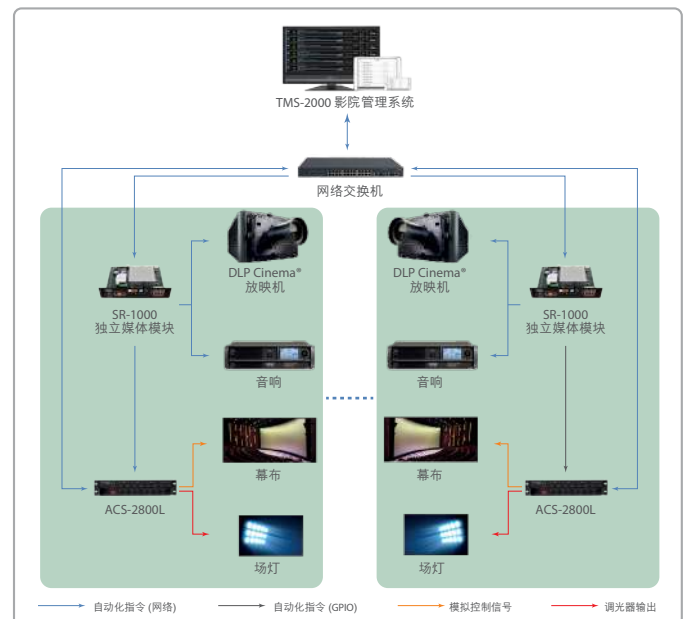 TMS-2000 影院管理系统
网络交换机
DLP Cinema®
放映机
DLP Cinema®
放映机
SR-1000
独立媒体模块
SR-1000
独立媒体模块
音响
音响
幕布
幕布
ACS-2800L
ACS-2800L
场灯
场灯
自动化指令 (网络)
自动化指令 (GPIO)
模拟控制信号
调光器输出